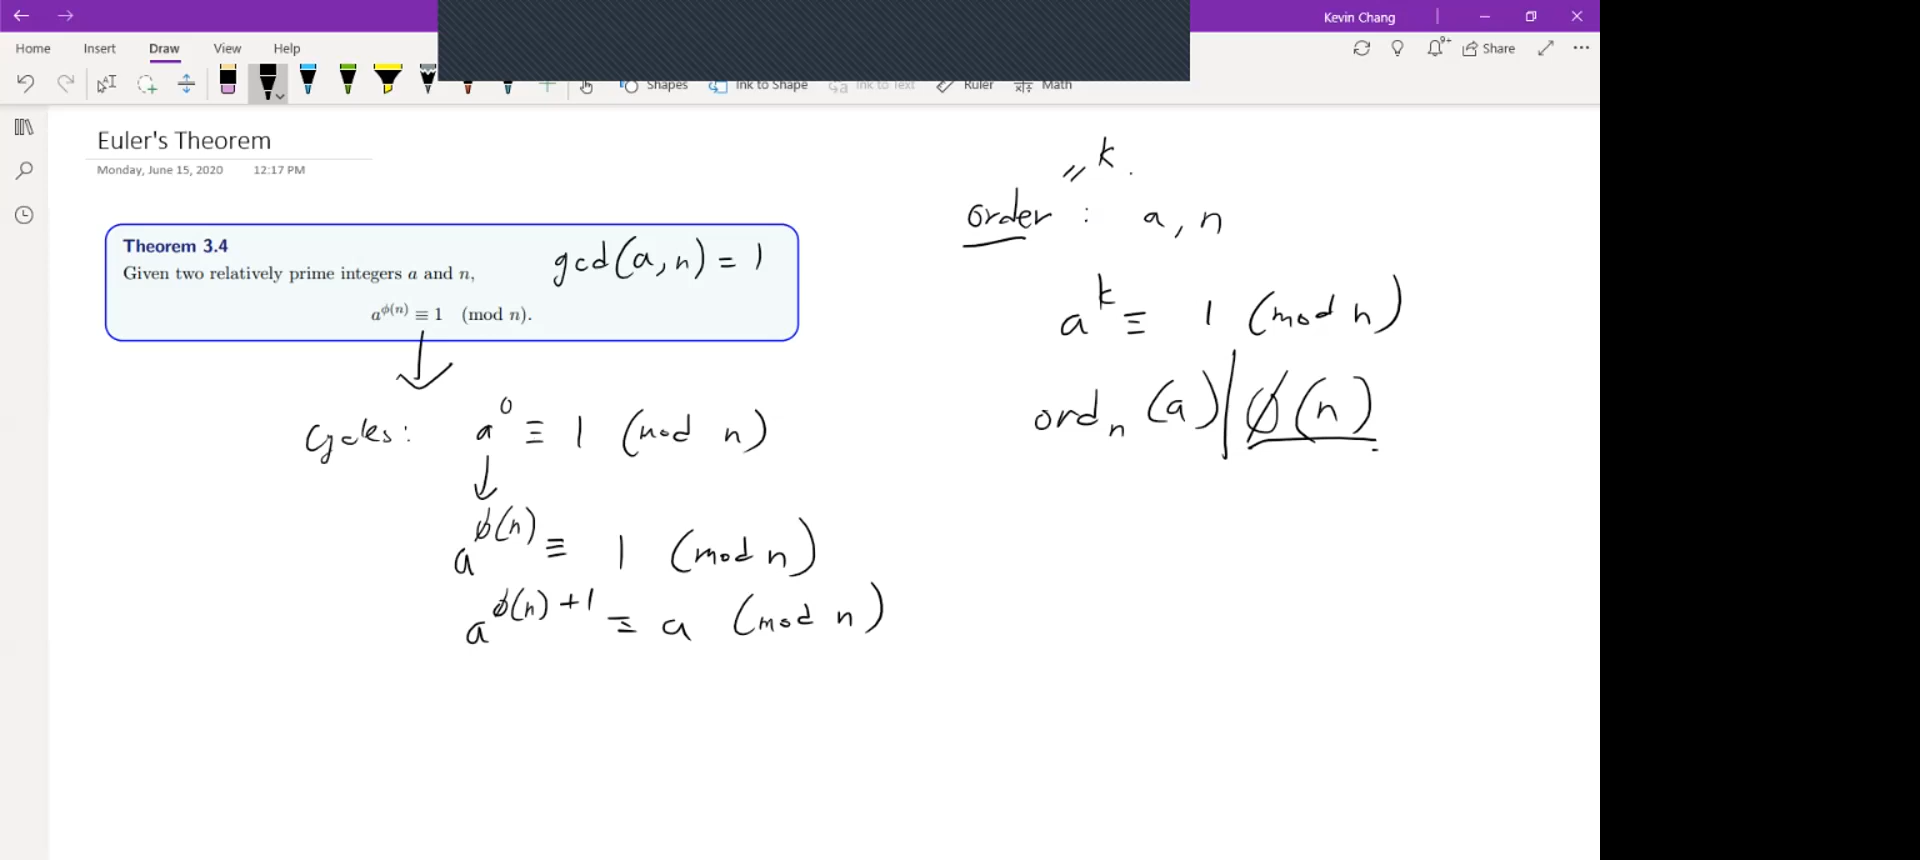 Kevin Chang
Home Insert Draw View Help
9+ Share
Shapes Ink to Shape Ink to Text Ruler Math
Euler's Theorem
Monday, June 15, 2020 12:17 PM
Theorem 3.4
Given two relatively prime integers a and n,
gcd(a, n) = 1
a^{ϕ(n)} ≡ 1 (mod n).
Cycles: a^0 ≡ 1 (mod n)
a^{ϕ(n)} ≡ 1 (mod n)
a^{ϕ(n)+1} ≡ a (mod n)
= k.
order : a, n
a^k ≡ 1 (mod n)
ord_n (a) | ϕ(n)